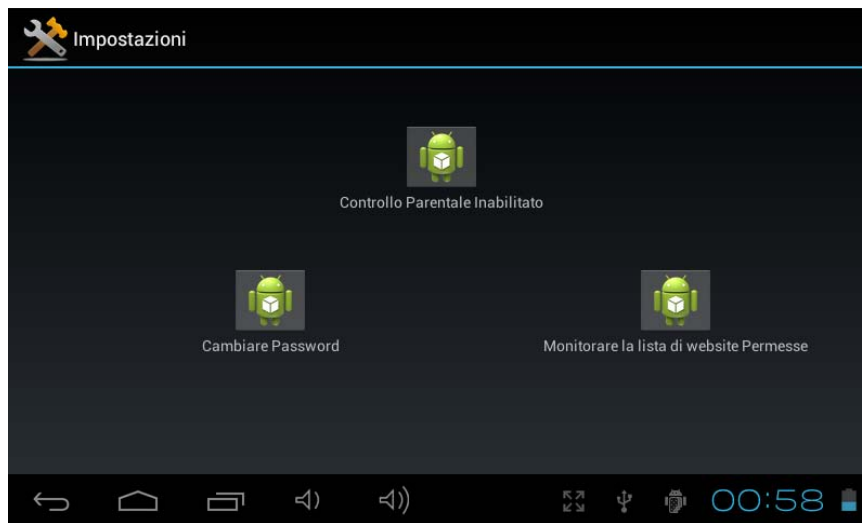 Impostazioni
Controllo Parentale Inabilitato
Cambiare Password
Monitorare la lista di website Permesse
00:58